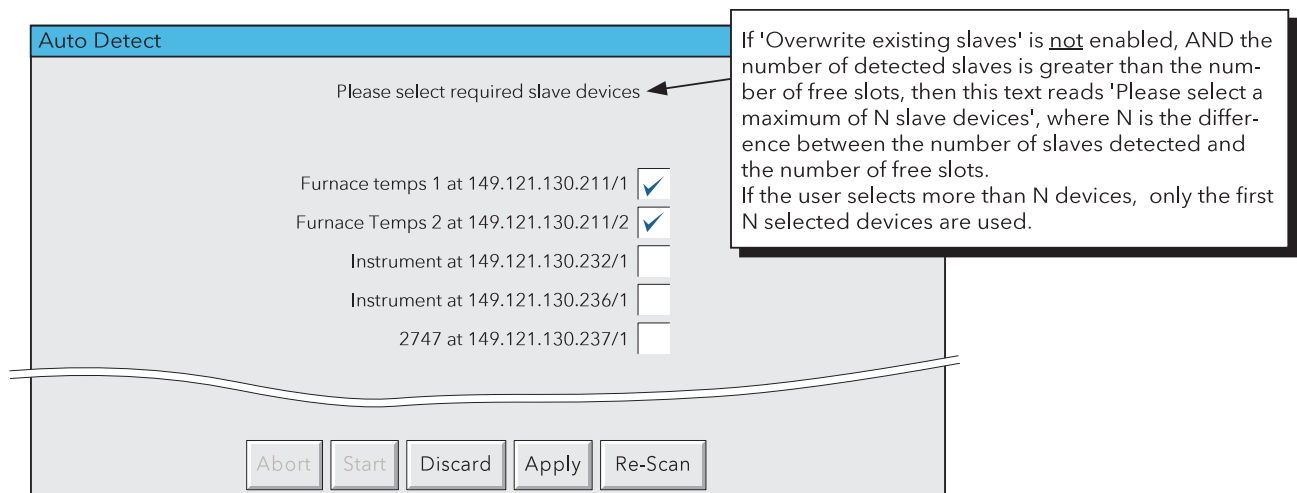 Auto Detect
Please select required slave devices
If 'Overwrite existing slaves' is not enabled, AND the
number of detected slaves is greater than the num-
ber of free slots, then this text reads 'Please select a
maximum of N slave devices', where N is the differ-
ence between the number of slaves detected and
the number of free slots.
If the user selects more than N devices, only the first
N selected devices are used.
Furnace temps 1 at 149.121.130.211/1
Furnace Temps 2 at 149.121.130.211/2
Instrument at 149.121.130.232/1
Instrument at 149.121.130.236/1
2747 at 149.121.130.237/1
Abort Start Discard Apply Re-Scan